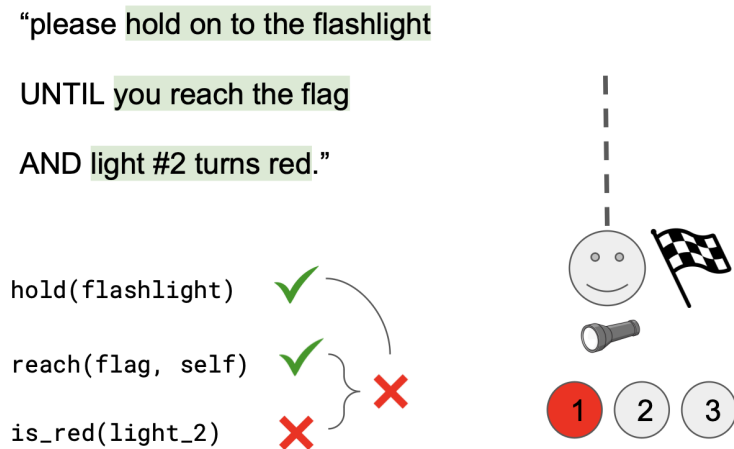 “please hold on to the flashlight
UNTIL you reach the flag
AND light #2 turns red.”
hold(flashlight)
reach(flag, self)
is_red(light_2)
1 2 3